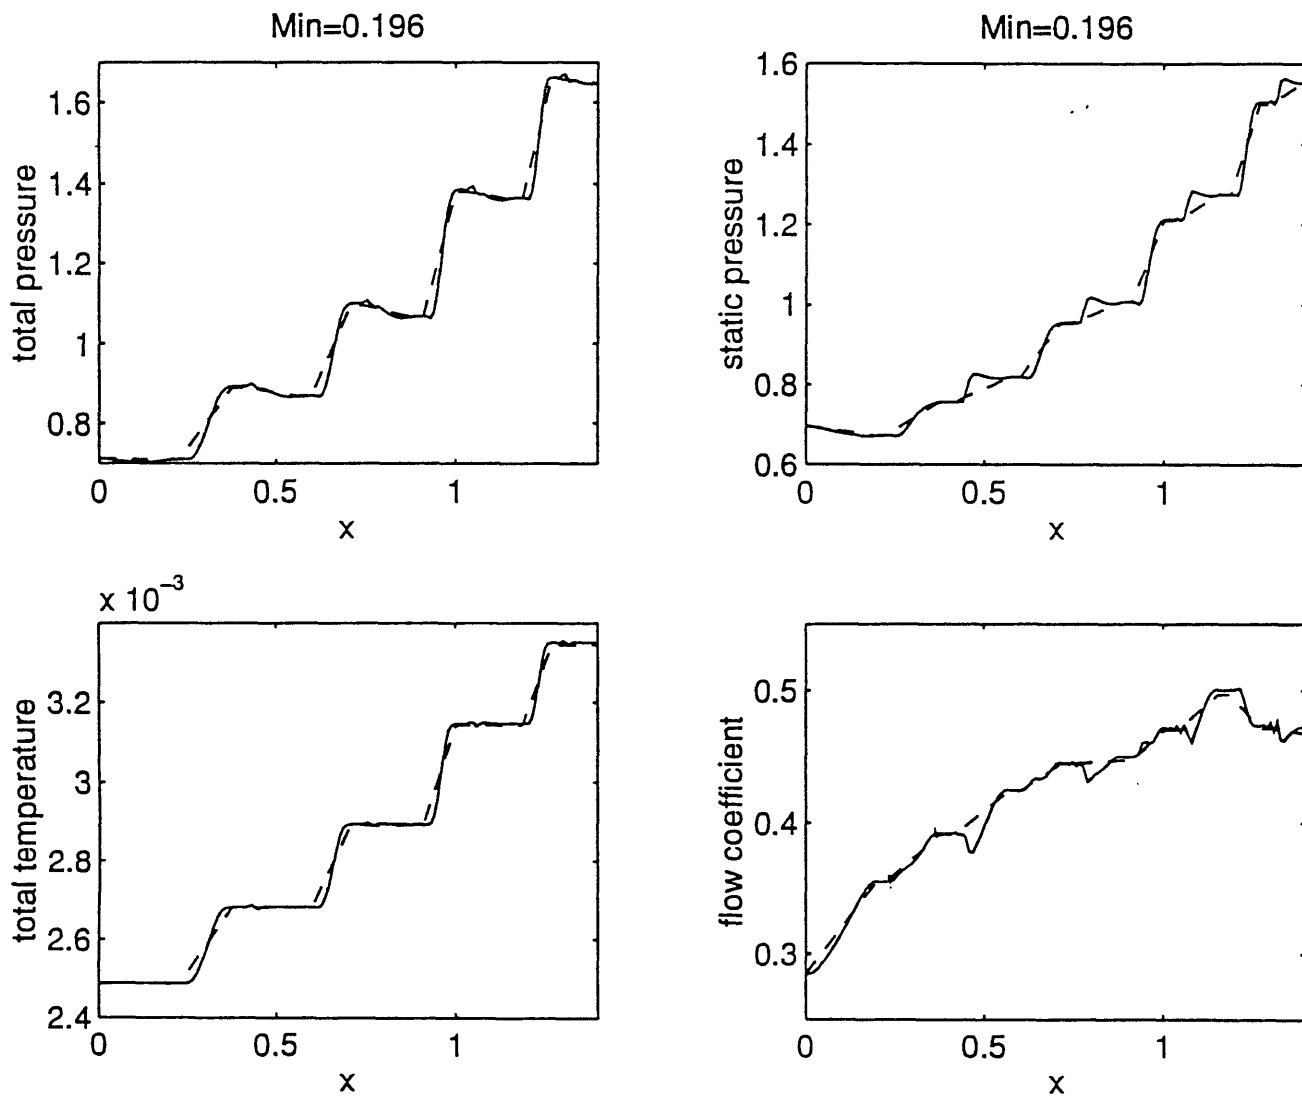 Min=0.196
total pressure
1.6
1.4
1.2
1
0.8
0
0.5
1
x
Min=0.196
static pressure
1.6
1.4
1.2
1
0.8
0.6
0
0.5
1
x
x 10⁻³
total temperature
3.2
3
2.8
2.6
2.4
0
0.5
1
x
flow coefficient
0.5
0.4
0.3
0
0.5
1
x